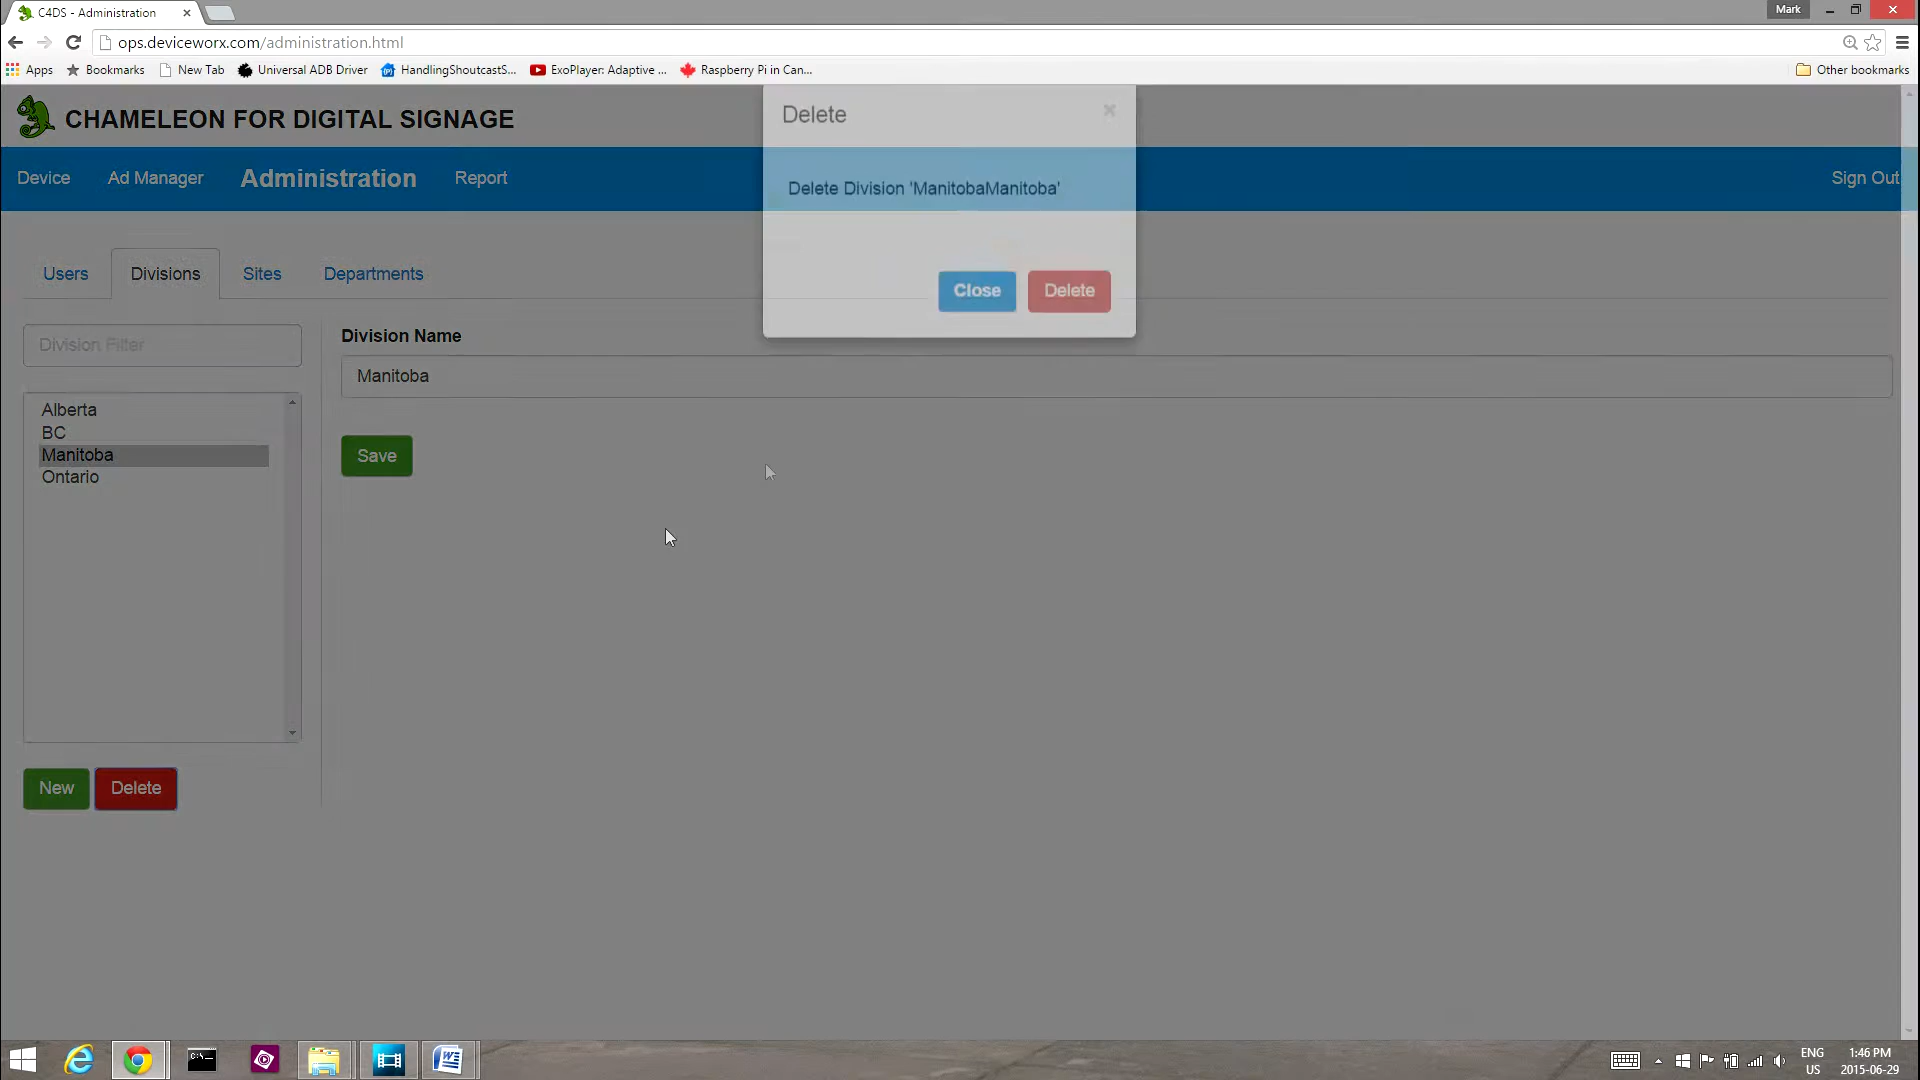 C4DS - Administration
Mark
ops.deviceworx.com/administration.html
Apps Bookmarks New Tab Universal ADB Driver HandlingShoutcastS... ExoPlayer: Adaptive ... Raspberry Pi in Can... Other bookmarks
CHAMELEON FOR DIGITAL SIGNAGE
Delete
Device Ad Manager Administration Report Sign Out
Delete Division 'ManitobaManitoba'
Close Delete
Users Divisions Sites Departments
Division Filter
Division Name
Manitoba
Alberta
BC
Manitoba
Ontario
Save
New Delete
ENG
US
1:46 PM
2015-06-29